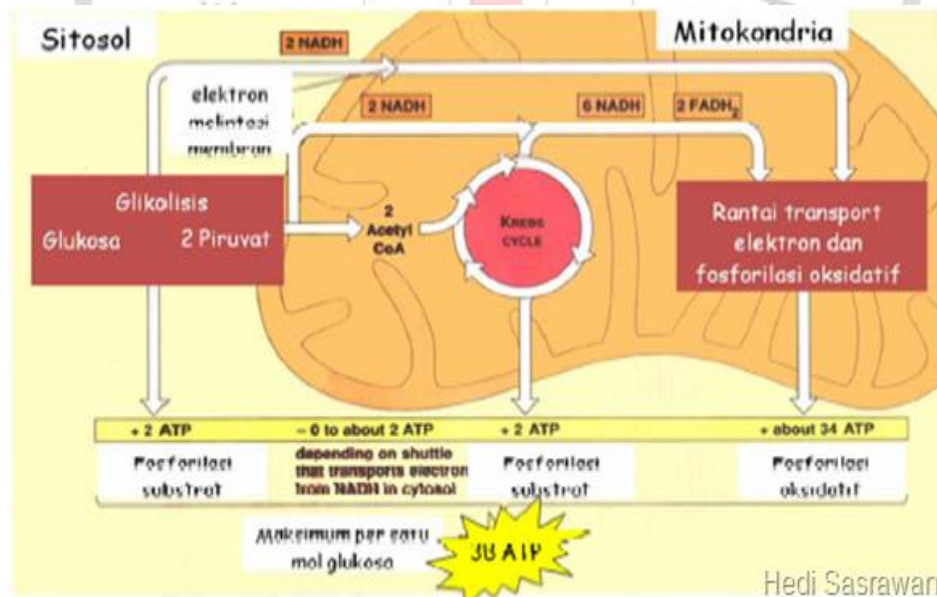 Sitosol
2 NADH
Mitokondria
elektron
melintasi
membran
2 NADH
6 NADH
2 FADH2
Glikolisis
Glukosa 2 Piruvat
2
Acetyl
CoA
KREBS
CYCLE
Rantai transport
elektron dan
fosforilasi oksidatif
+ 2 ATP
- 0 to about 2 ATP
+ 2 ATP
+ about 34 ATP
Fosforilasi
substrat
depending on shuttle
that transports electron
from NADH in cytosol
Fosforilasi
substrat
Fosforilasi
oksidatif
Maksimum per satu
mol glukosa
38 ATP
Hedi Sasrawan